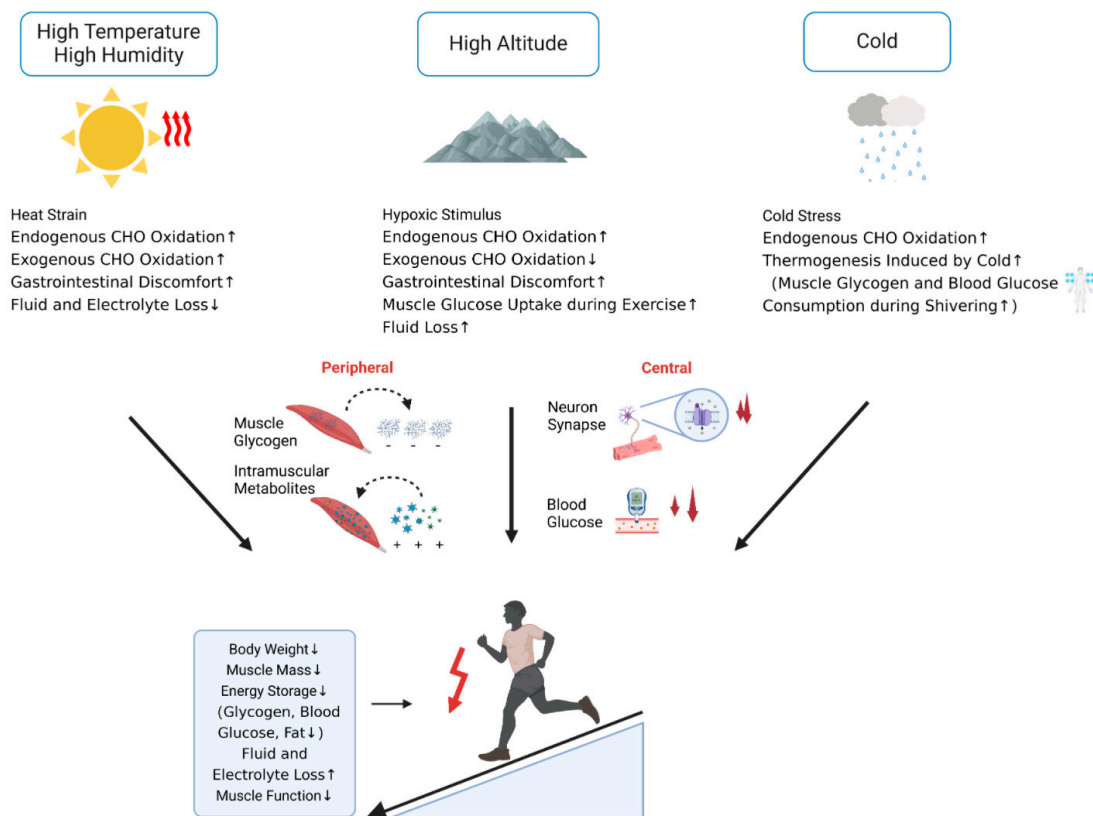 High Temperature
High Humidity
High Altitude
Cold
Heat Strain
Endogenous CHO Oxidation↑
Exogenous CHO Oxidation↑
Gastrointestinal Discomfort↑
Fluid and Electrolyte Loss↓
Hypoxic Stimulus
Endogenous CHO Oxidation↑
Exogenous CHO Oxidation↓
Gastrointestinal Discomfort↑
Muscle Glucose Uptake during Exercise↑
Fluid Loss↑
Cold Stress
Endogenous CHO Oxidation↑
Thermogenesis Induced by Cold↑
(Muscle Glycogen and Blood Glucose
Consumption during Shivering↑)
Peripheral
Muscle
Glycogen
- - -
Intramuscular
Metabolites
+ + +
Central
Neuron
Synapse
Blood
Glucose
Body Weight↓
Muscle Mass↓
Energy Storage↓
(Glycogen, Blood
Glucose, Fat↓)
Fluid and
Electrolyte Loss↑
Muscle Function↓